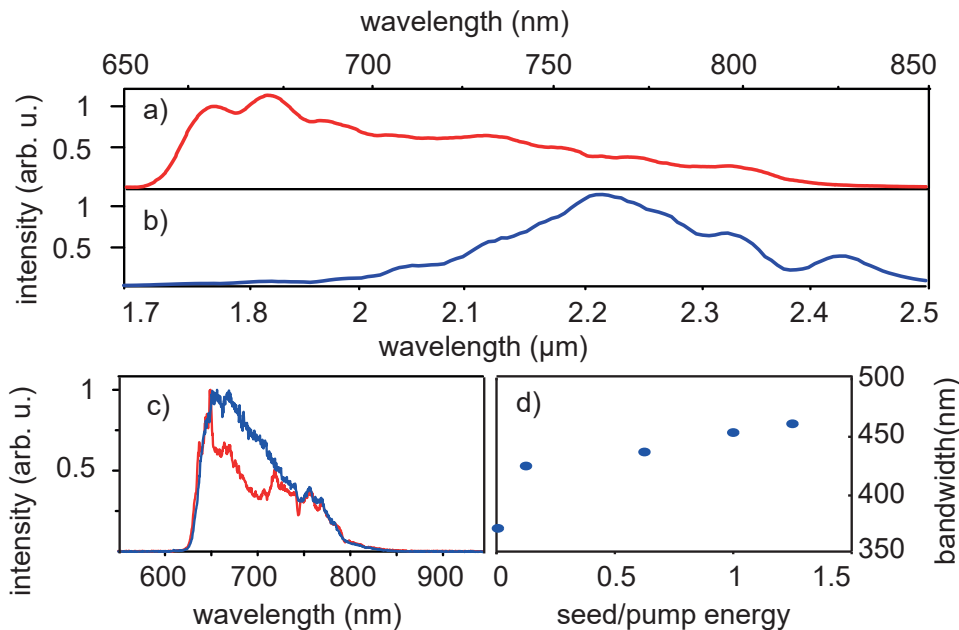 wavelength (nm)
650 700 750 800 850
a)
1
0.5
intensity (arb. u.)
b)
1
0.5
1.7 1.8 2 2.1 2.2 2.3 2.4 2.5
wavelength (µm)
c)
1
0.5
intensity (arb. u.)
600 700 800 900
wavelength (nm)
d)
500
450
400
350
bandwidth(nm)
0 0.5 1 1.5
seed/pump energy